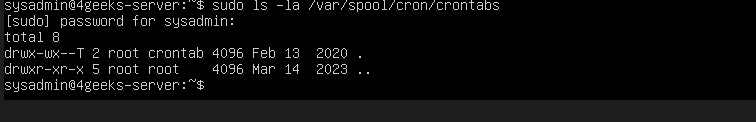 sysadmin@4geeks-server:~$ sudo ls -la /var/spool/cron/crontabs
[sudo] password for sysadmin:
total 8
drwx-wx--T 2 root crontab 4096 Feb 13  2020 .
drwxr-xr-x 5 root root    4096 Mar 14  2023 ..
sysadmin@4geeks-server:~$